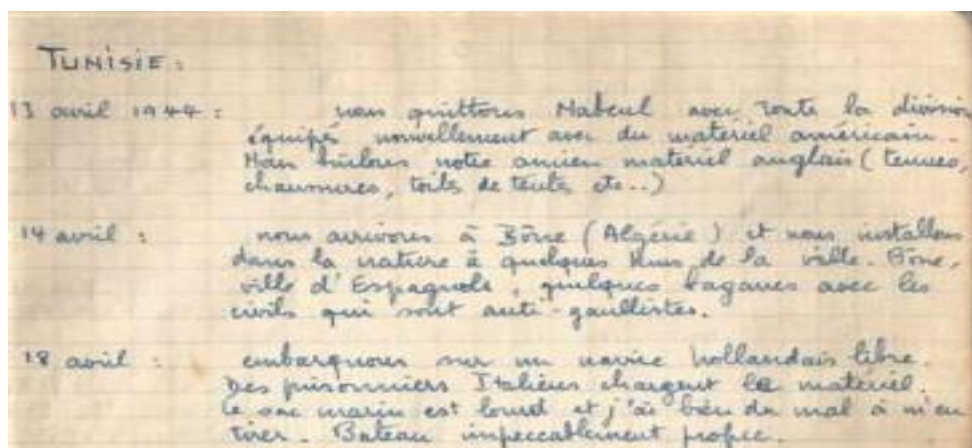 TUNISIE :
13 avril 1944 : nous quittons Nabeul avec toute la division
équipés nouvellement avec du matériel américain.
Nous brûlons notre ancien matériel anglais (tenues,
chaussures, toiles de tente, etc..)
14 avril : nous arrivons à Bône (Algérie) et nous installons
dans la nature à quelques kms de la ville. Bône,
ville d'Espagnols, quelques bagarres avec les
civils qui sont anti-gaullistes.
18 avril : embarquons sur un navire hollandais libre.
Des prisonniers Italiens chargent le matériel.
Le sac marin est lourd et j'ai bien du mal à m'en
tirer. Bateau impeccablement propre.